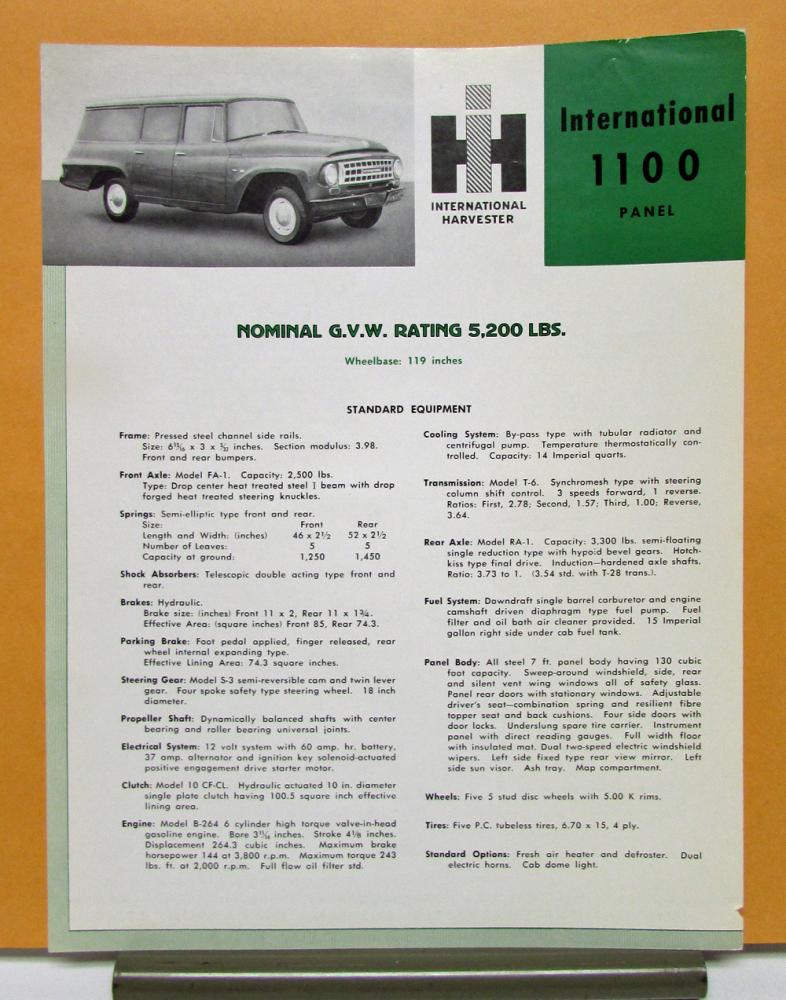 INTERNATIONAL
HARVESTER
International
1100
PANEL
NOMINAL G.V.W. RATING 5,200 LBS.
Wheelbase: 119 inches
STANDARD EQUIPMENT
Frame: Pressed steel channel side rails.
Size: 6 15/16 x 3 x 5/32 inches. Section modulus: 3.98.
Front and rear bumpers.
Front Axle: Model FA-1. Capacity: 2,500 lbs.
Type: Drop center heat treated steel I beam with drop
forged heat treated steering knuckles.
Springs: Semi-elliptic type front and rear.
Size: Front Rear
Length and Width: (inches) 46 x 2½ 52 x 2½
Number of Leaves: 5 5
Capacity at ground: 1,250 1,450
Shock Absorbers: Telescopic double acting type front and
rear.
Brakes: Hydraulic.
Brake size: (inches) Front 11 x 2, Rear 11 x 1¾.
Effective Area: (square inches) Front 85, Rear 74.3.
Parking Brake: Foot pedal applied, finger released, rear
wheel internal expanding type.
Effective Lining Area: 74.3 square inches.
Steering Gear: Model S-3 semi-reversible cam and twin lever
gear. Four spoke safety type steering wheel. 18 inch
diameter.
Propeller Shaft: Dynamically balanced shafts with center
bearing and roller bearing universal joints.
Electrical System: 12 volt system with 60 amp. hr. battery,
37 amp. alternator and ignition key solenoid-actuated
positive engagement drive starter motor.
Clutch: Model 10 CF-CL. Hydraulic actuated 10 in. diameter
single plate clutch having 100.5 square inch effective
lining area.
Engine: Model B-264 6 cylinder high torque valve-in-head
gasoline engine. Bore 3 11/16 inches. Stroke 4⅛ inches.
Displacement 264.3 cubic inches. Maximum brake
horsepower 144 at 3,800 r.p.m. Maximum torque 243
lbs. ft. at 2,000 r.p.m. Full flow oil filter std.
Cooling System: By-pass type with tubular radiator and
centrifugal pump. Temperature thermostatically con-
trolled. Capacity: 14 Imperial quarts.
Transmission: Model T-6. Synchromesh type with steering
column shift control. 3 speeds forward, 1 reverse.
Ratios: First, 2.78; Second, 1.57; Third, 1.00; Reverse,
3.64.
Rear Axle: Model RA-1. Capacity: 3,300 lbs. semi-floating
single reduction type with hypoid bevel gears. Hotch-
kiss type final drive. Induction—hardened axle shafts.
Ratio: 3.73 to 1. (3.54 std. with T-28 trans.).
Fuel System: Downdraft single barrel carburetor and engine
camshaft driven diaphragm type fuel pump. Fuel
filter and oil bath air cleaner provided. 15 Imperial
gallon right side under cab fuel tank.
Panel Body: All steel 7 ft. panel body having 130 cubic
foot capacity. Sweep-around windshield, side, rear
and silent vent wing windows all of safety glass.
Panel rear doors with stationary windows. Adjustable
driver's seat—combination spring and resilient fibre
topper seat and back cushions. Four side doors with
door locks. Underslung spare tire carrier. Instrument
panel with direct reading gauges. Full width floor
with insulated mat. Dual two-speed electric windshield
wipers. Left side fixed type rear view mirror. Left
side sun visor. Ash tray. Map compartment.
Wheels: Five 5 stud disc wheels with 5.00 K rims.
Tires: Five P.C. tubeless tires, 6.70 x 15, 4 ply.
Standard Options: Fresh air heater and defroster. Dual
electric horns. Cab dome light.